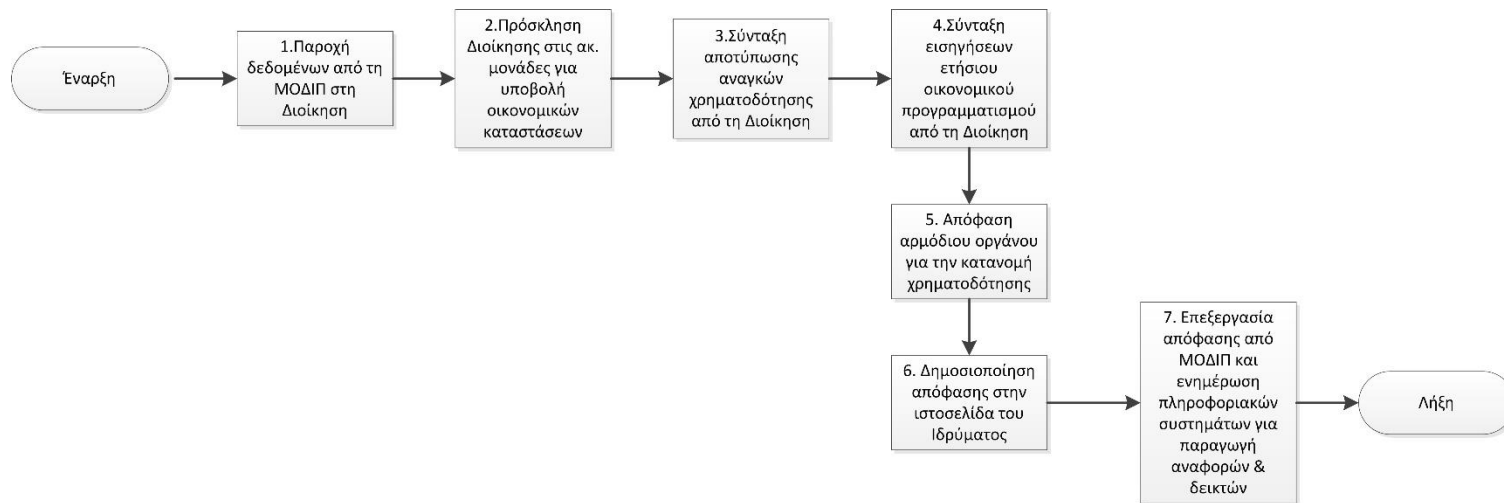 Έναρξη
1.Παροχή
δεδομένων από τη
ΜΟΔΙΠ στη
Διοίκηση
2.Πρόσκληση
Διοίκησης στις ακ.
μονάδες για
υποβολή
οικονομικών
καταστάσεων
3.Σύνταξη
αποτύπωσης
αναγκών
χρηματοδότησης
από τη Διοίκηση
4.Σύνταξη
εισηγήσεων
ετήσιου
οικονομικού
προγραμματισμού
από τη Διοίκηση
5. Απόφαση
αρμόδιου οργάνου
για την κατανομή
χρηματοδότησης
6. Δημοσιοποίηση
απόφασης στην
ιστοσελίδα του
Ιδρύματος
7. Επεξεργασία
απόφασης από
ΜΟΔΙΠ και
ενημέρωση
πληροφοριακών
συστημάτων για
παραγωγή
αναφορών &
δεικτών
Λήξη